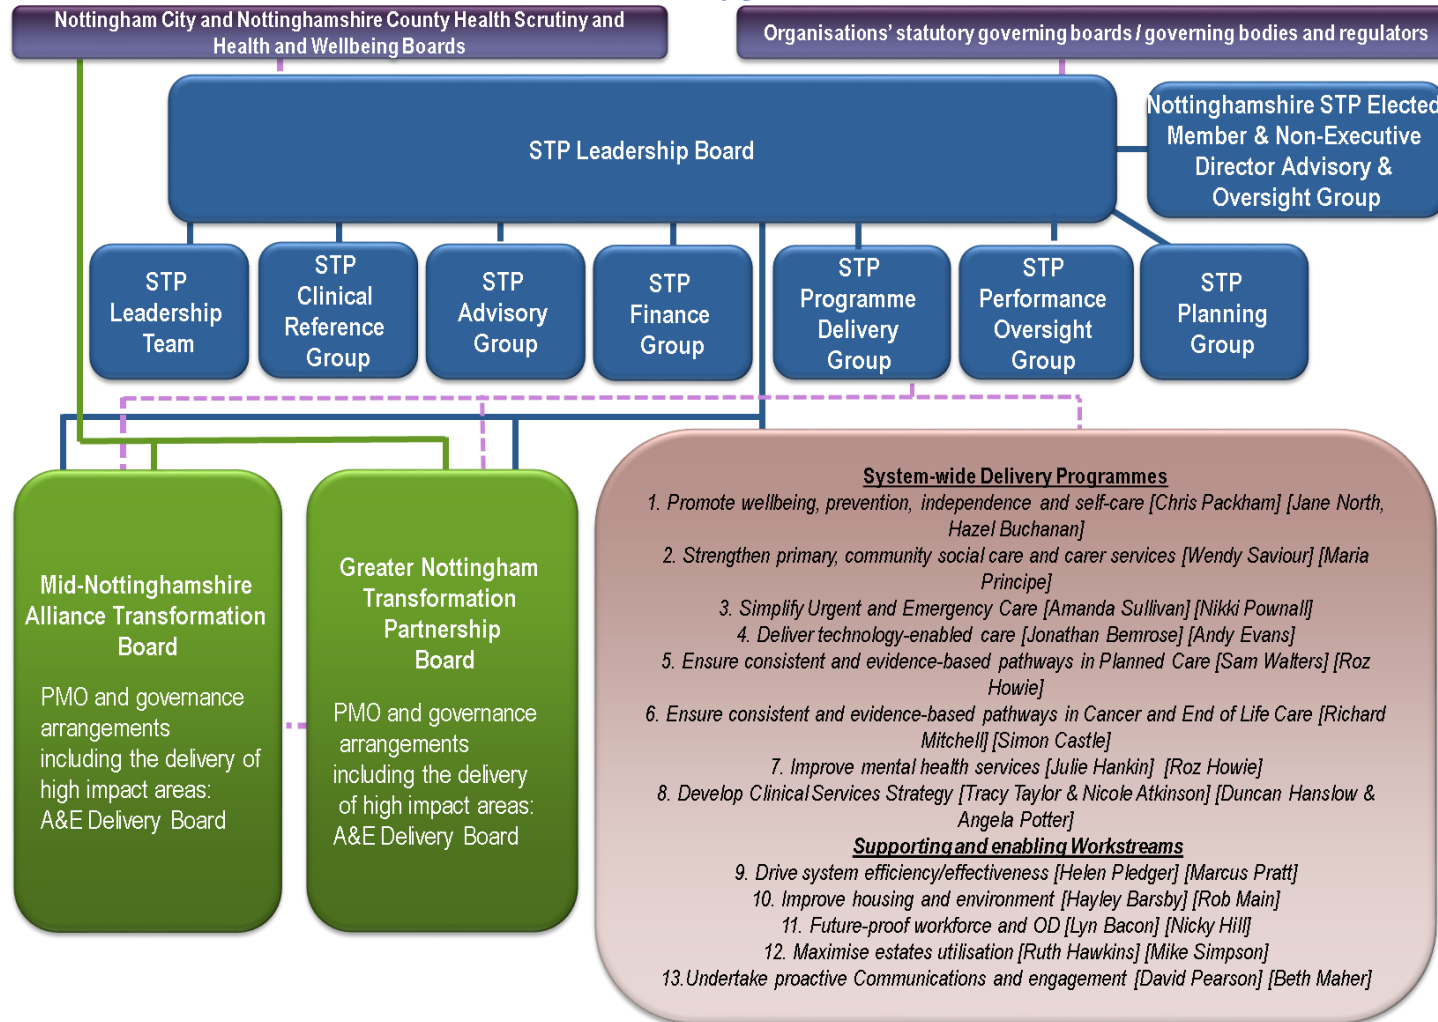 Nottingham City and Nottinghamshire County Health Scrutiny and
Health and Wellbeing Boards
Organisations' statutory governing boards / governing bodies and regulators
STP Leadership Board
Nottinghamshire STP Elected
Member & Non-Executive
Director Advisory &
Oversight Group
STP
Leadership
Team
STP
Clinical
Reference
Group
STP
Advisory
Group
STP
Finance
Group
STP
Programme
Delivery
Group
STP
Performance
Oversight
Group
STP
Planning
Group
Mid-Nottinghamshire
Alliance Transformation
Board
PMO and governance
arrangements
including the delivery of
high impact areas:
A&E Delivery Board
Greater Nottingham
Transformation
Partnership
Board
PMO and governance
arrangements
including the delivery
of high impact areas:
A&E Delivery Board
System-wide Delivery Programmes
1. Promote wellbeing, prevention, independence and self-care [Chris Packham] [Jane North,
Hazel Buchanan]
2. Strengthen primary, community social care and carer services [Wendy Saviour] [Maria
Principe]
3. Simplify Urgent and Emergency Care [Amanda Sullivan] [Nikki Pownall]
4. Deliver technology-enabled care [Jonathan Bemrose] [Andy Evans]
5. Ensure consistent and evidence-based pathways in Planned Care [Sam Walters] [Roz
Howie]
6. Ensure consistent and evidence-based pathways in Cancer and End of Life Care [Richard
Mitchell] [Simon Castle]
7. Improve mental health services [Julie Hankin] [Roz Howie]
8. Develop Clinical Services Strategy [Tracy Taylor & Nicole Atkinson] [Duncan Hanslow &
Angela Potter]
Supporting and enabling Workstreams
9. Drive system efficiency/effectiveness [Helen Pledger] [Marcus Pratt]
10. Improve housing and environment [Hayley Barsby] [Rob Main]
11. Future-proof workforce and OD [Lyn Bacon] [Nicky Hill]
12. Maximise estates utilisation [Ruth Hawkins] [Mike Simpson]
13.Undertake proactive Communications and engagement [David Pearson] [Beth Maher]